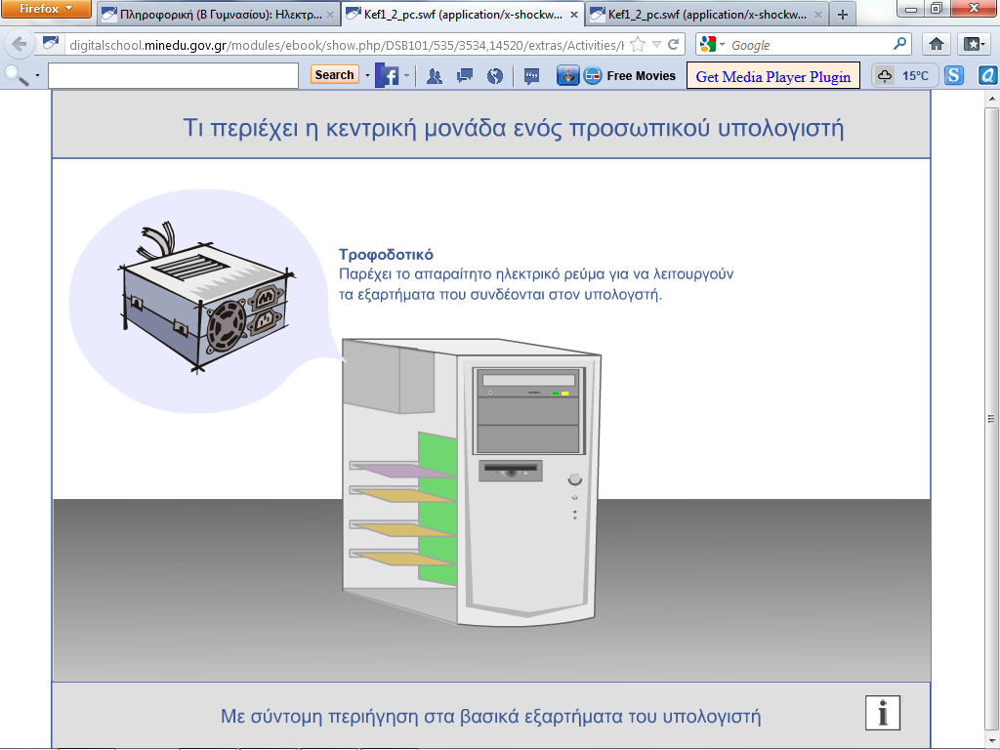 Firefox
Πληροφορική (Β Γυμνασίου): Ηλεκτρ...
Kef1_2_pc.swf (application/x-shockw...
Kef1_2_pc.swf (application/x-shockw...
digitalschool.minedu.gov.gr/modules/ebook/show.php/DSB101/535/3534,14520/extras/Activities/
Google
Search
Free Movies
Get Media Player Plugin
15°C
Τι περιέχει η κεντρική μονάδα ενός προσωπικού υπολογιστή
Τροφοδοτικό
Παρέχει το απαραίτητο ηλεκτρικό ρεύμα για να λειτουργούν
τα εξαρτήματα που συνδέονται στον υπολογστή.
Με σύντομη περιήγηση στα βασικά εξαρτήματα του υπολογιστή
i